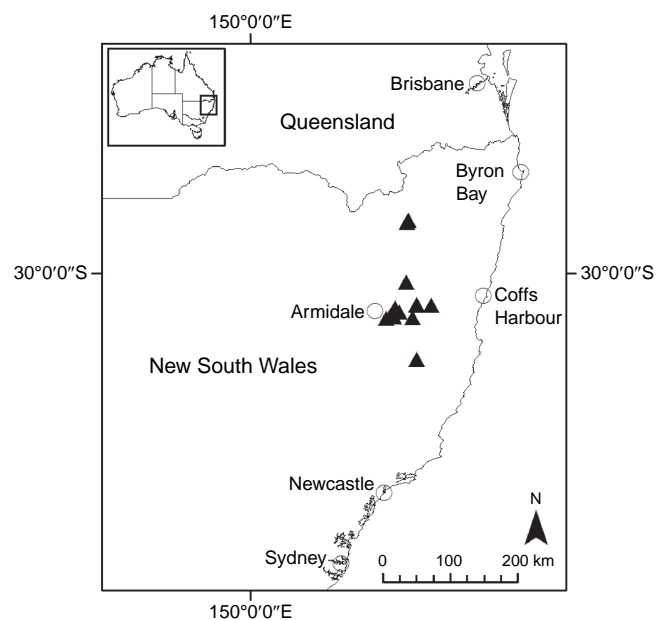 150°0′0″E
Brisbane
Queensland
Byron
Bay
30°0′0″S
30°0′0″S
Armidale
Coffs
Harbour
New South Wales
Newcastle
N
Sydney
0 100 200 km
150°0′0″E